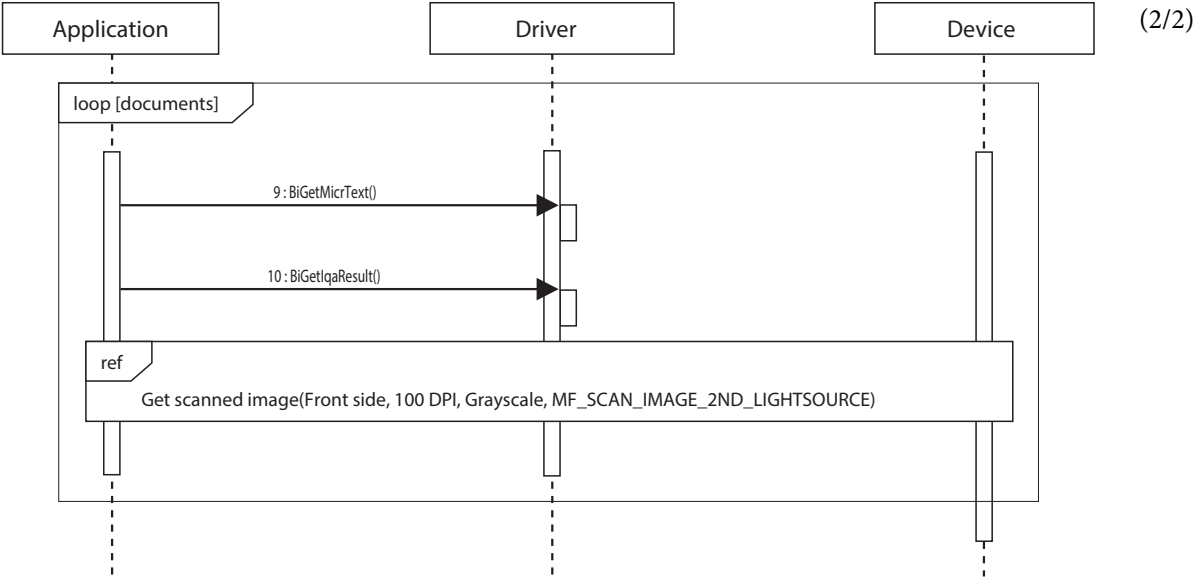 Application
Driver
Device
(2/2)
loop [documents]
9 : BiGetMicrText()
10 : BiGetIqaResult()
ref
Get scanned image(Front side, 100 DPI, Grayscale, MF_SCAN_IMAGE_2ND_LIGHTSOURCE)